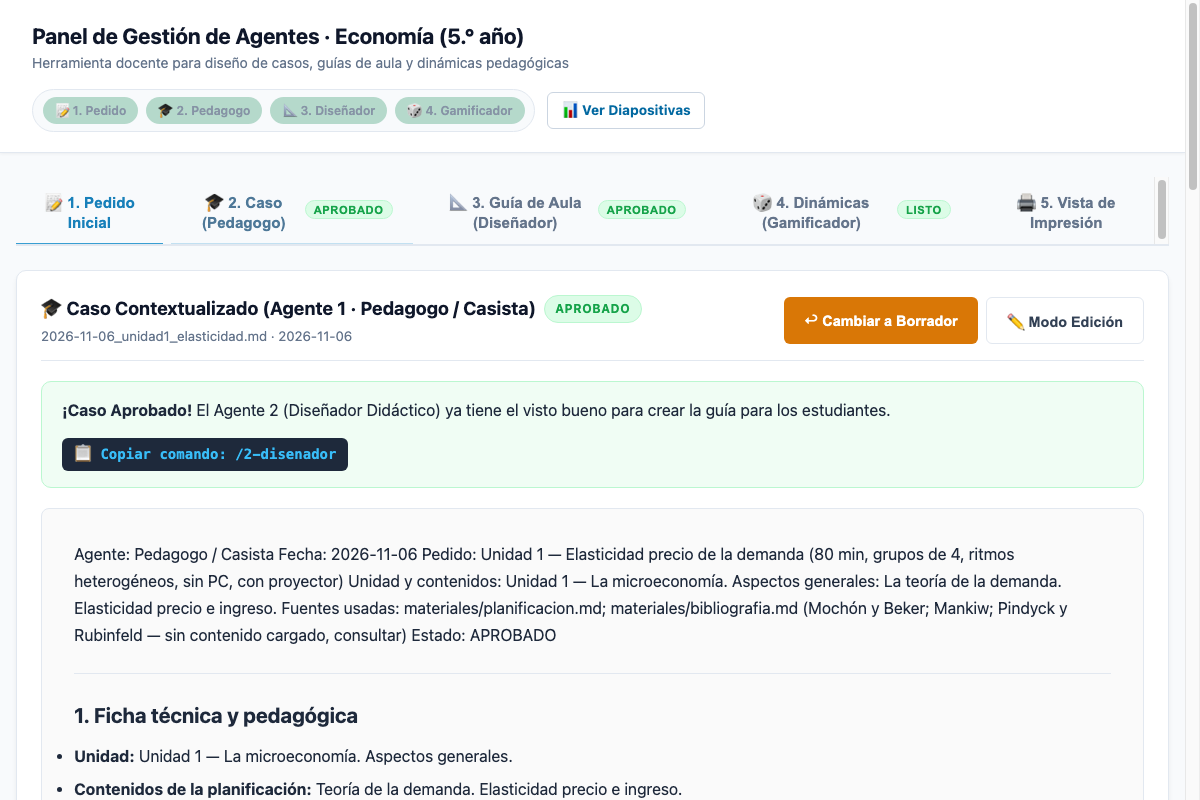 Panel de Gestión de Agentes · Economía (5.º año)
Herramienta docente para diseño de casos, guías de aula y dinámicas pedagógicas
1. Pedido
2. Pedagogo
3. Diseñador
4. Gamificador
Ver Diapositivas
1. Pedido
Inicial
2. Caso
(Pedagogo)
APROBADO
3. Guía de Aula
(Diseñador)
APROBADO
4. Dinámicas
(Gamificador)
LISTO
5. Vista de
Impresión
Caso Contextualizado (Agente 1 · Pedagogo / Casista)
APROBADO
2026-11-06_unidad1_elasticidad.md · 2026-11-06
↩ Cambiar a Borrador
Modo Edición
¡Caso Aprobado! El Agente 2 (Diseñador Didáctico) ya tiene el visto bueno para crear la guía para los estudiantes.
Copiar comando: /2-disenador
Agente: Pedagogo / Casista Fecha: 2026-11-06 Pedido: Unidad 1 — Elasticidad precio de la demanda (80 min, grupos de 4, ritmos
heterogéneos, sin PC, con proyector) Unidad y contenidos: Unidad 1 — La microeconomía. Aspectos generales: La teoría de la demanda.
Elasticidad precio e ingreso. Fuentes usadas: materiales/planificacion.md; materiales/bibliografia.md (Mochón y Beker; Mankiw; Pindyck y
Rubinfeld — sin contenido cargado, consultar) Estado: APROBADO
1. Ficha técnica y pedagógica
• Unidad: Unidad 1 — La microeconomía. Aspectos generales.
• Contenidos de la planificación: Teoría de la demanda. Elasticidad precio e ingreso.